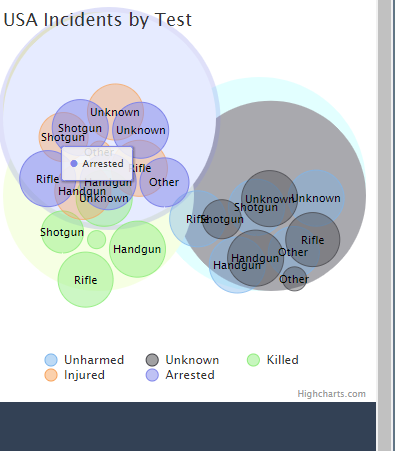 USA Incidents by Test
Unknown
Shotgun
Unknown
Shotgun
Other
Rifle
Arrested
Rifle
Handgun
Other
Handgun
Unknown
Unknown
Unknown
Shotgun
Rifle
Shotgun
Shotgun
Rifle
Handgun
Other
Handgun
Handgun
Rifle
Other
Unharmed
Unknown
Killed
Injured
Arrested
Highcharts.com